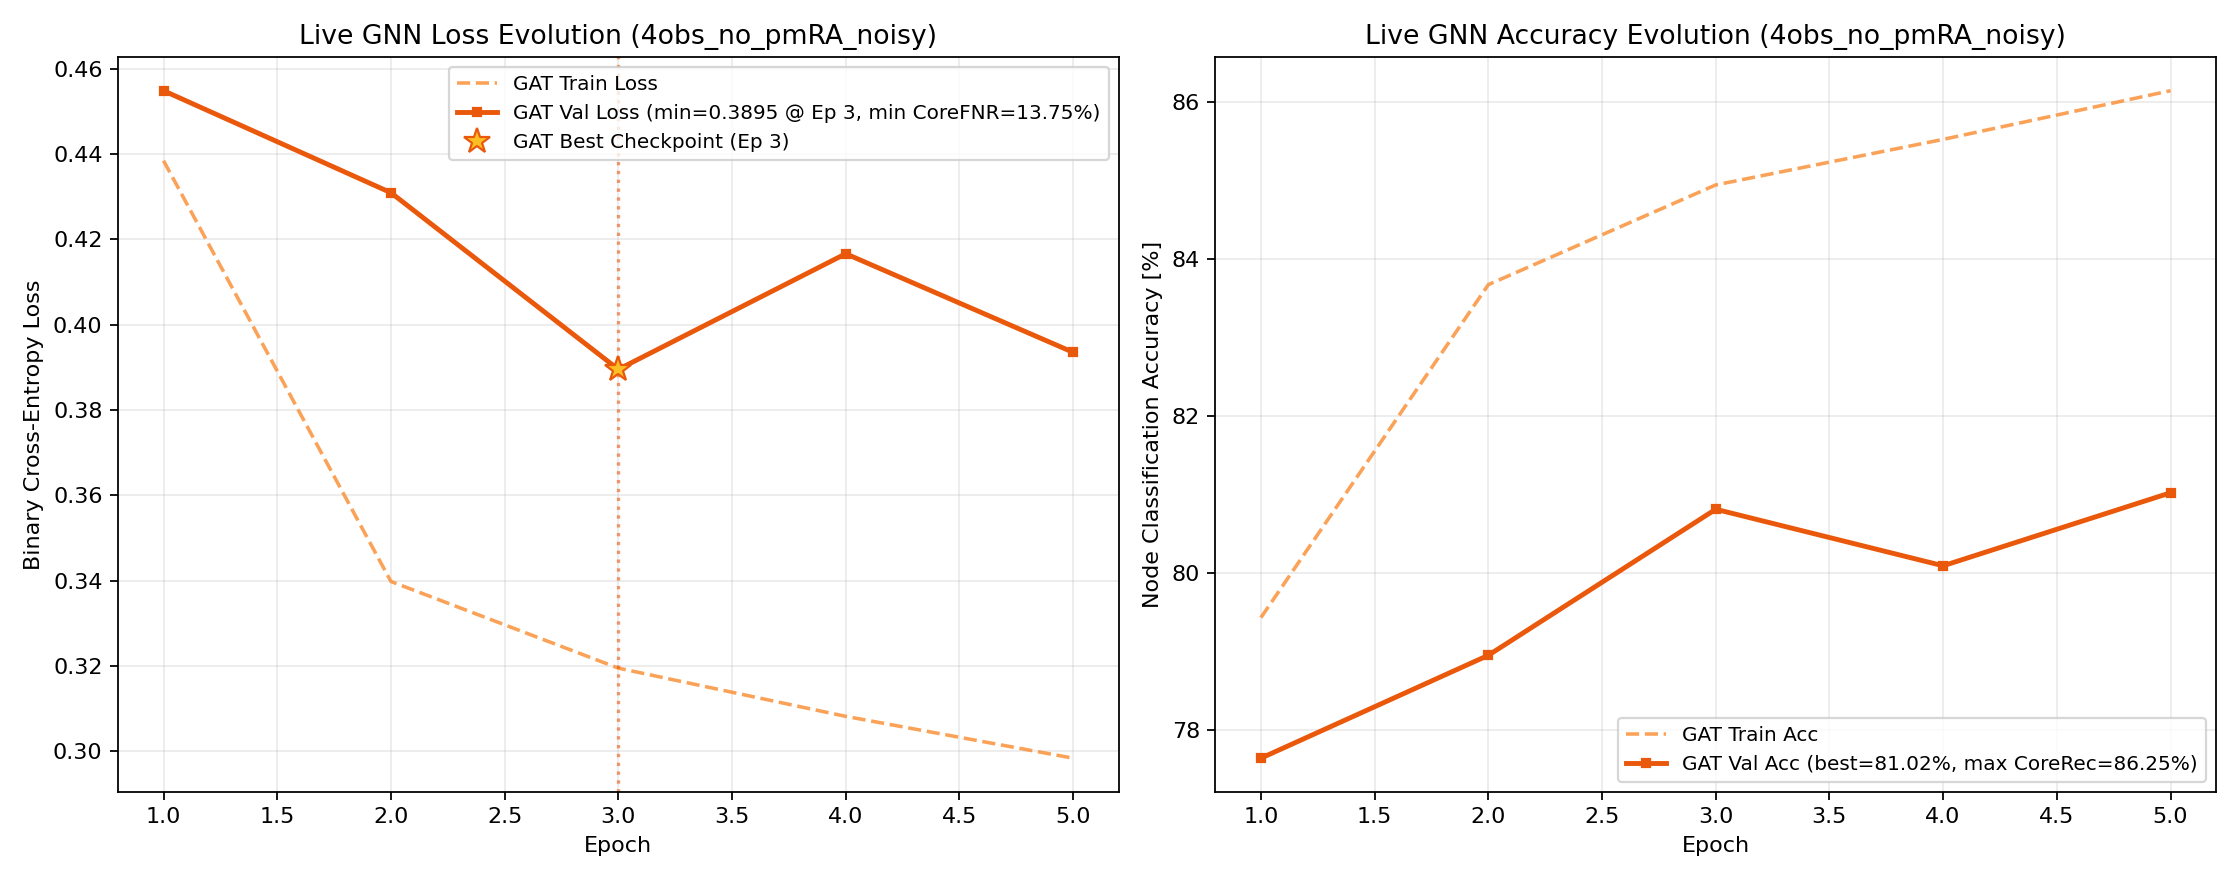 Live GNN Loss Evolution (4obs_no_pmRA_noisy)
GAT Train Loss
GAT Val Loss (min=0.3895 @ Ep 3, min CoreFNR=13.75%)
GAT Best Checkpoint (Ep 3)
Binary Cross-Entropy Loss
0.46
0.44
0.42
0.40
0.38
0.36
0.34
0.32
0.30
1.0 1.5 2.0 2.5 3.0 3.5 4.0 4.5 5.0
Epoch
Live GNN Accuracy Evolution (4obs_no_pmRA_noisy)
Node Classification Accuracy [%]
86
84
82
80
78
GAT Train Acc
GAT Val Acc (best=81.02%, max CoreRec=86.25%)
1.0 1.5 2.0 2.5 3.0 3.5 4.0 4.5 5.0
Epoch